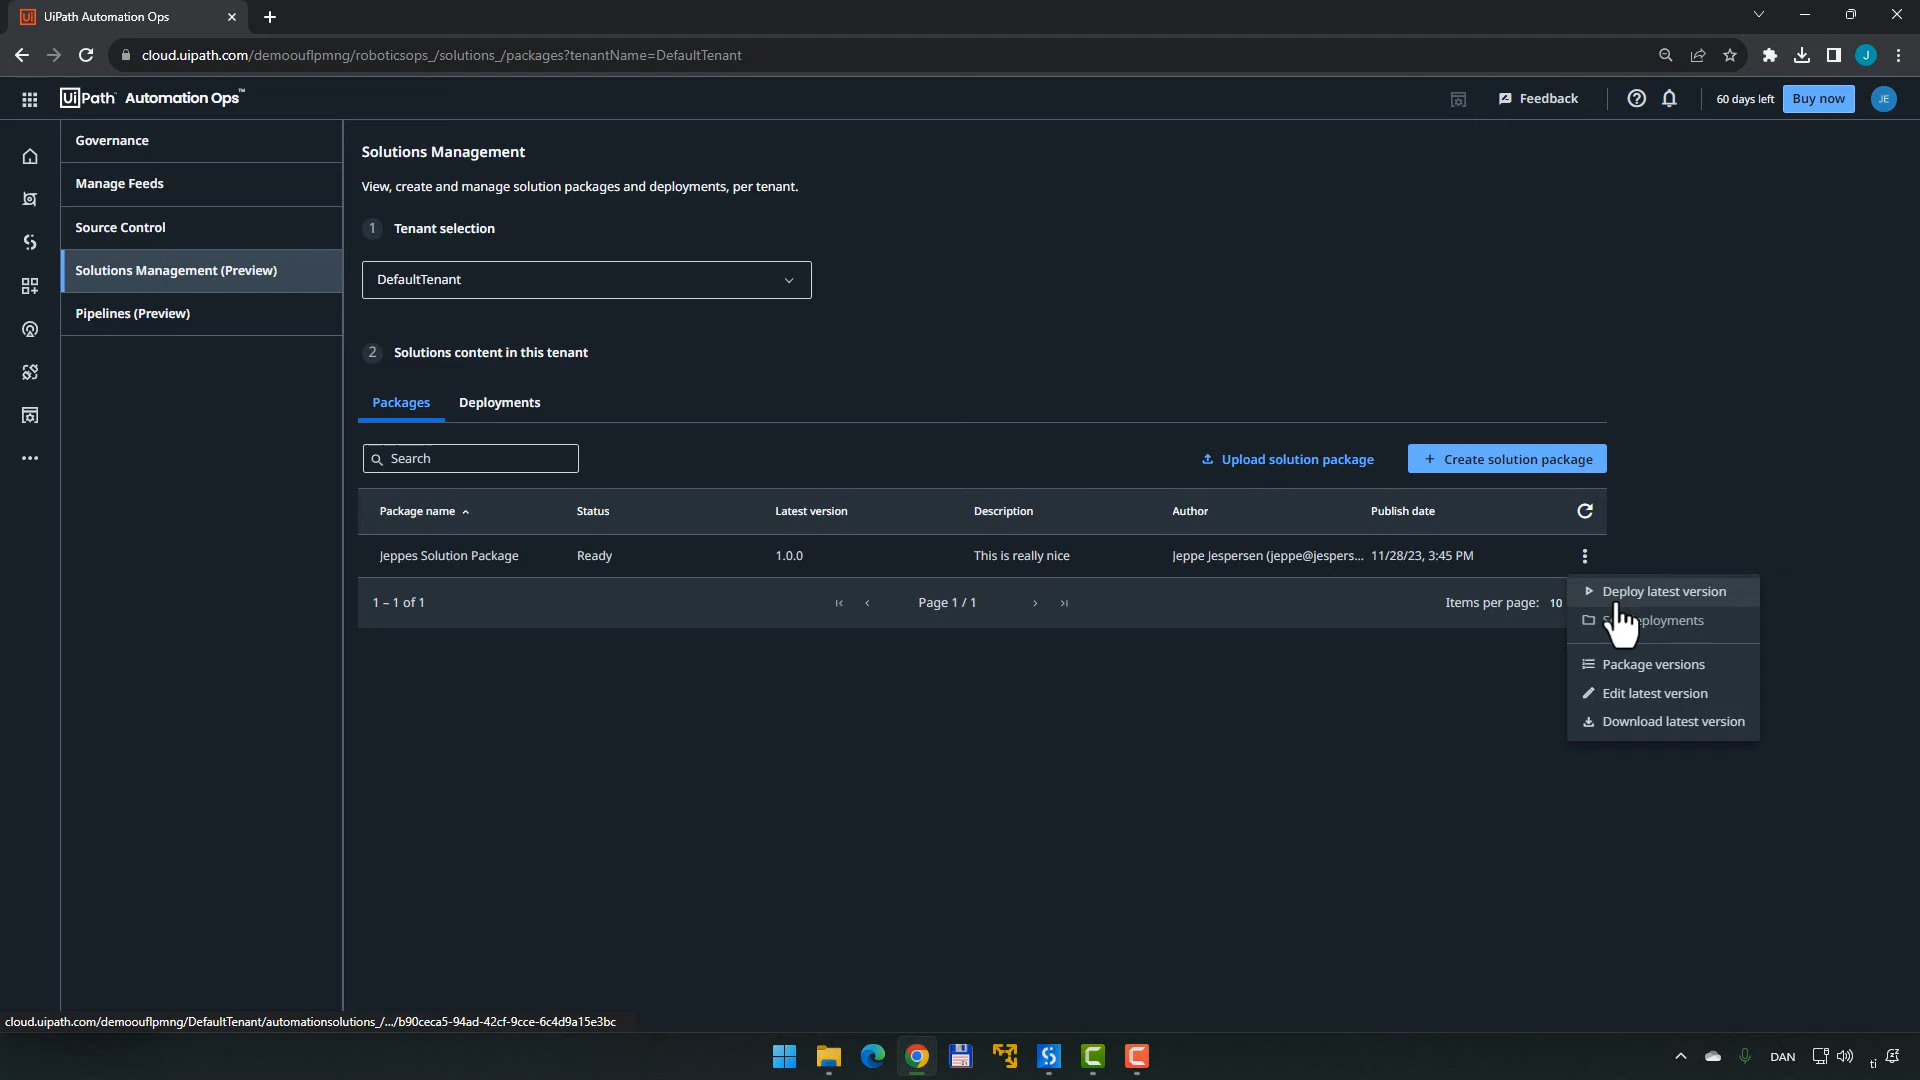 UiPath Automation Ops
cloud.uipath.com/demoouflpmng/roboticsops_/solutions_/packages?tenantName=DefaultTenant
J
UiPath™ Automation Ops™
Feedback
60 days left
Buy now
JE
Governance
Manage Feeds
Source Control
Solutions Management (Preview)
Pipelines (Preview)
Solutions Management
View, create and manage solution packages and deployments, per tenant.
1 Tenant selection
DefaultTenant
2 Solutions content in this tenant
Packages Deployments
Search
Upload solution package
+ Create solution package
Package name Status Latest version Description Author Publish date
Jeppes Solution Package Ready 1.0.0 This is really nice Jeppe Jespersen (jeppe@jespers... 11/28/23, 3:45 PM
1 – 1 of 1 Page 1 / 1 Items per page: 10
Deploy latest version
Package versions
Edit latest version
Download latest version
cloud.uipath.com/demoouflpmng/DefaultTenant/automationsolutions_/.../b90ceca5-94ad-42cf-9cce-6c4d9a15e3bc
DAN